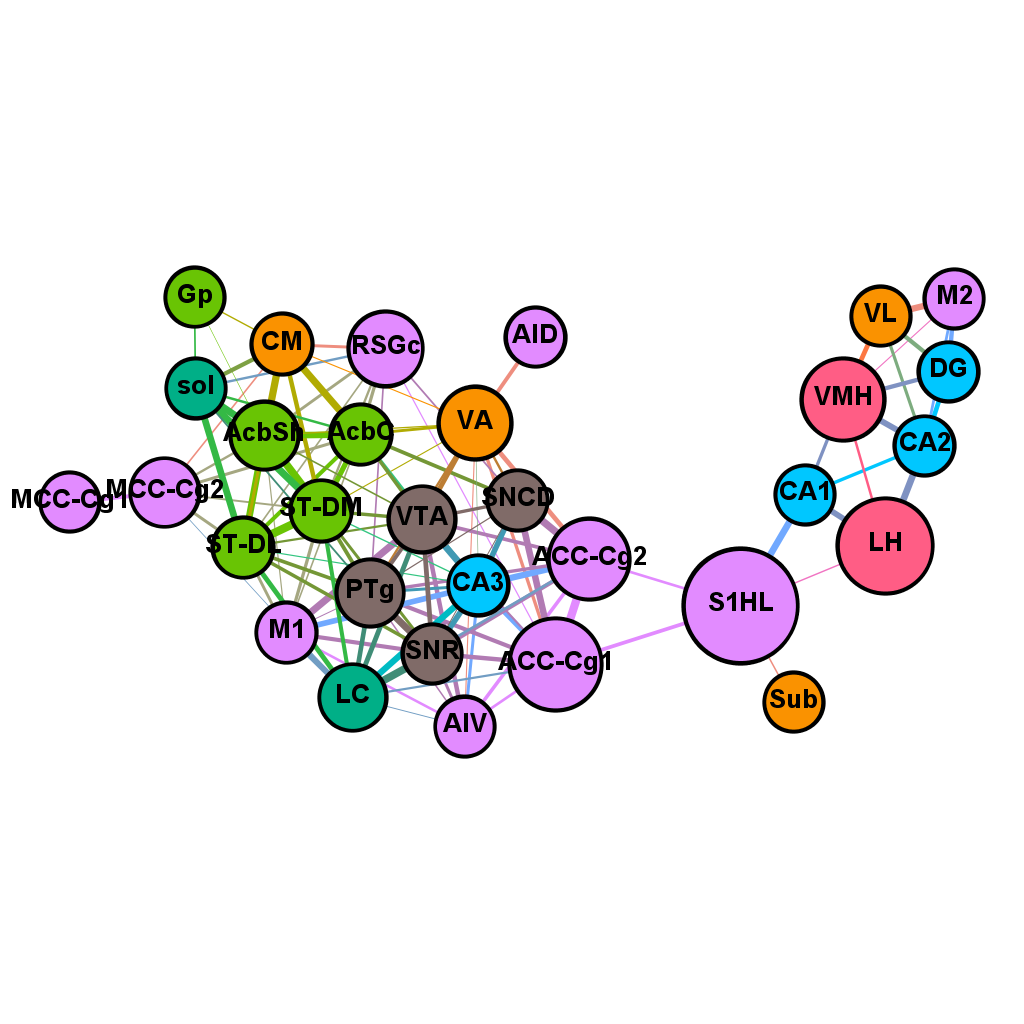 Gp
M2
VL
CM
RSGc
AID
DG
sol
VMH
VA
AcbSh
AcbC
CA2
MCC-Cg1
MCC-Cg2
CA1
SNCD
ST-DM
VTA
ST-DL
LH
ACC-Cg2
PTg
CA3
S1HL
M1
SNR
ACC-Cg1
LC
Sub
AIV